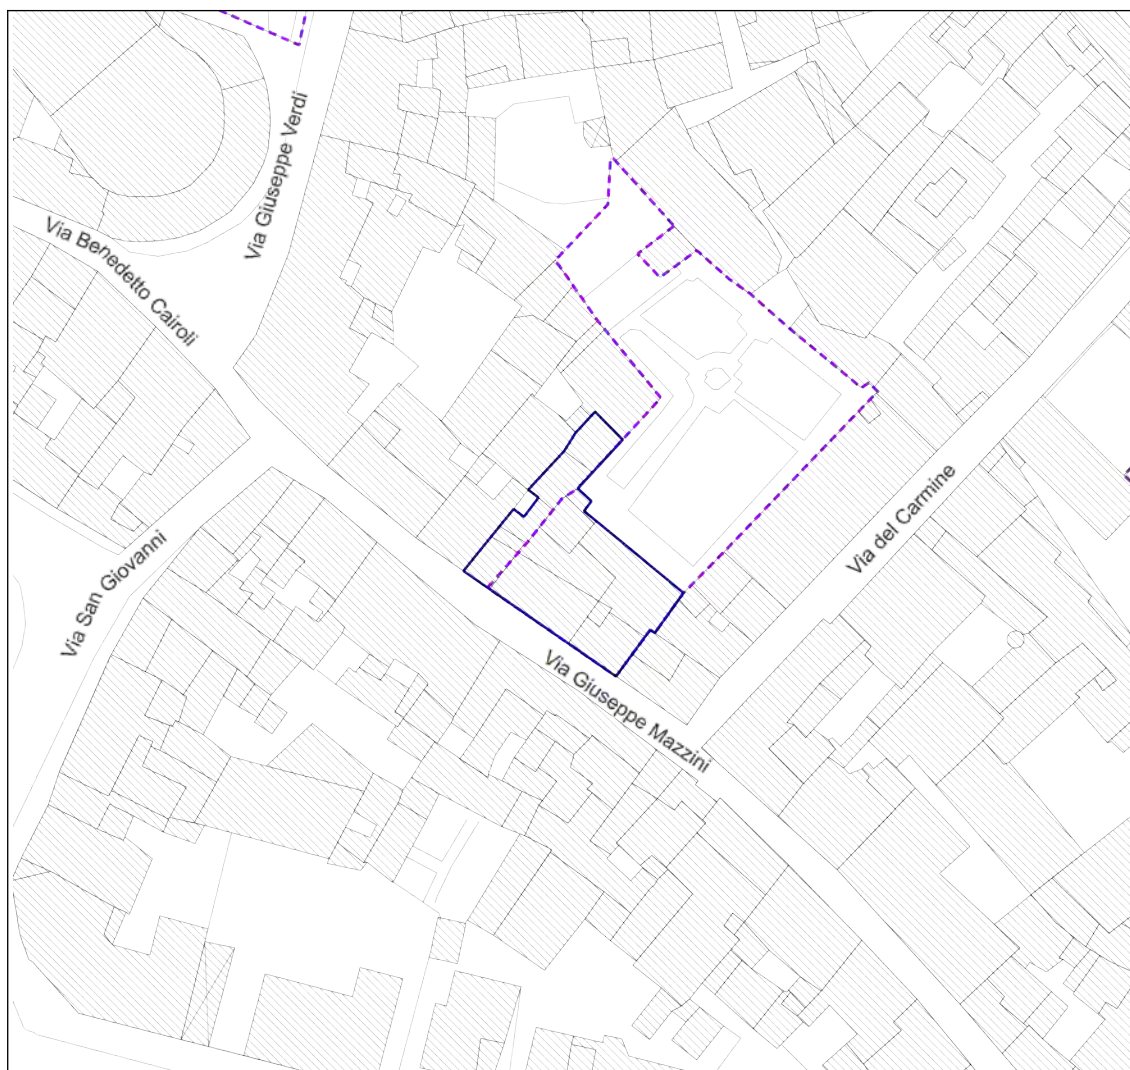 Via Giuseppe Verdi
Via Benedetto Cairoli
Via del Carmine
Via San Giovanni
Via Giuseppe Mazzini